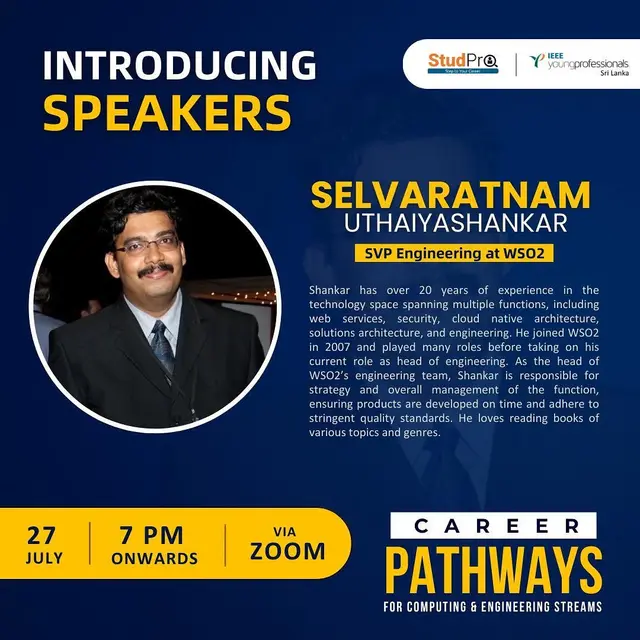 INTRODUCING
SPEAKERS
StudPro
Step to Your Career
IEEE
youngprofessionals
Sri Lanka
SELVARATNAM
UTHAIYASHANKAR
SVP Engineering at WSO2
Shankar has over 20 years of experience in the
technology space spanning multiple functions, including
web services, security, cloud native architecture,
solutions architecture, and engineering. He joined WSO2
in 2007 and played many roles before taking on his
current role as head of engineering. As the head of
WSO2’s engineering team, Shankar is responsible for
strategy and overall management of the function,
ensuring products are developed on time and adhere to
stringent quality standards. He loves reading books of
various topics and genres.
27
JULY
7 PM
ONWARDS
VIA
ZOOM
CAREER
PATHWAYS
FOR COMPUTING & ENGINEERING STREAMS